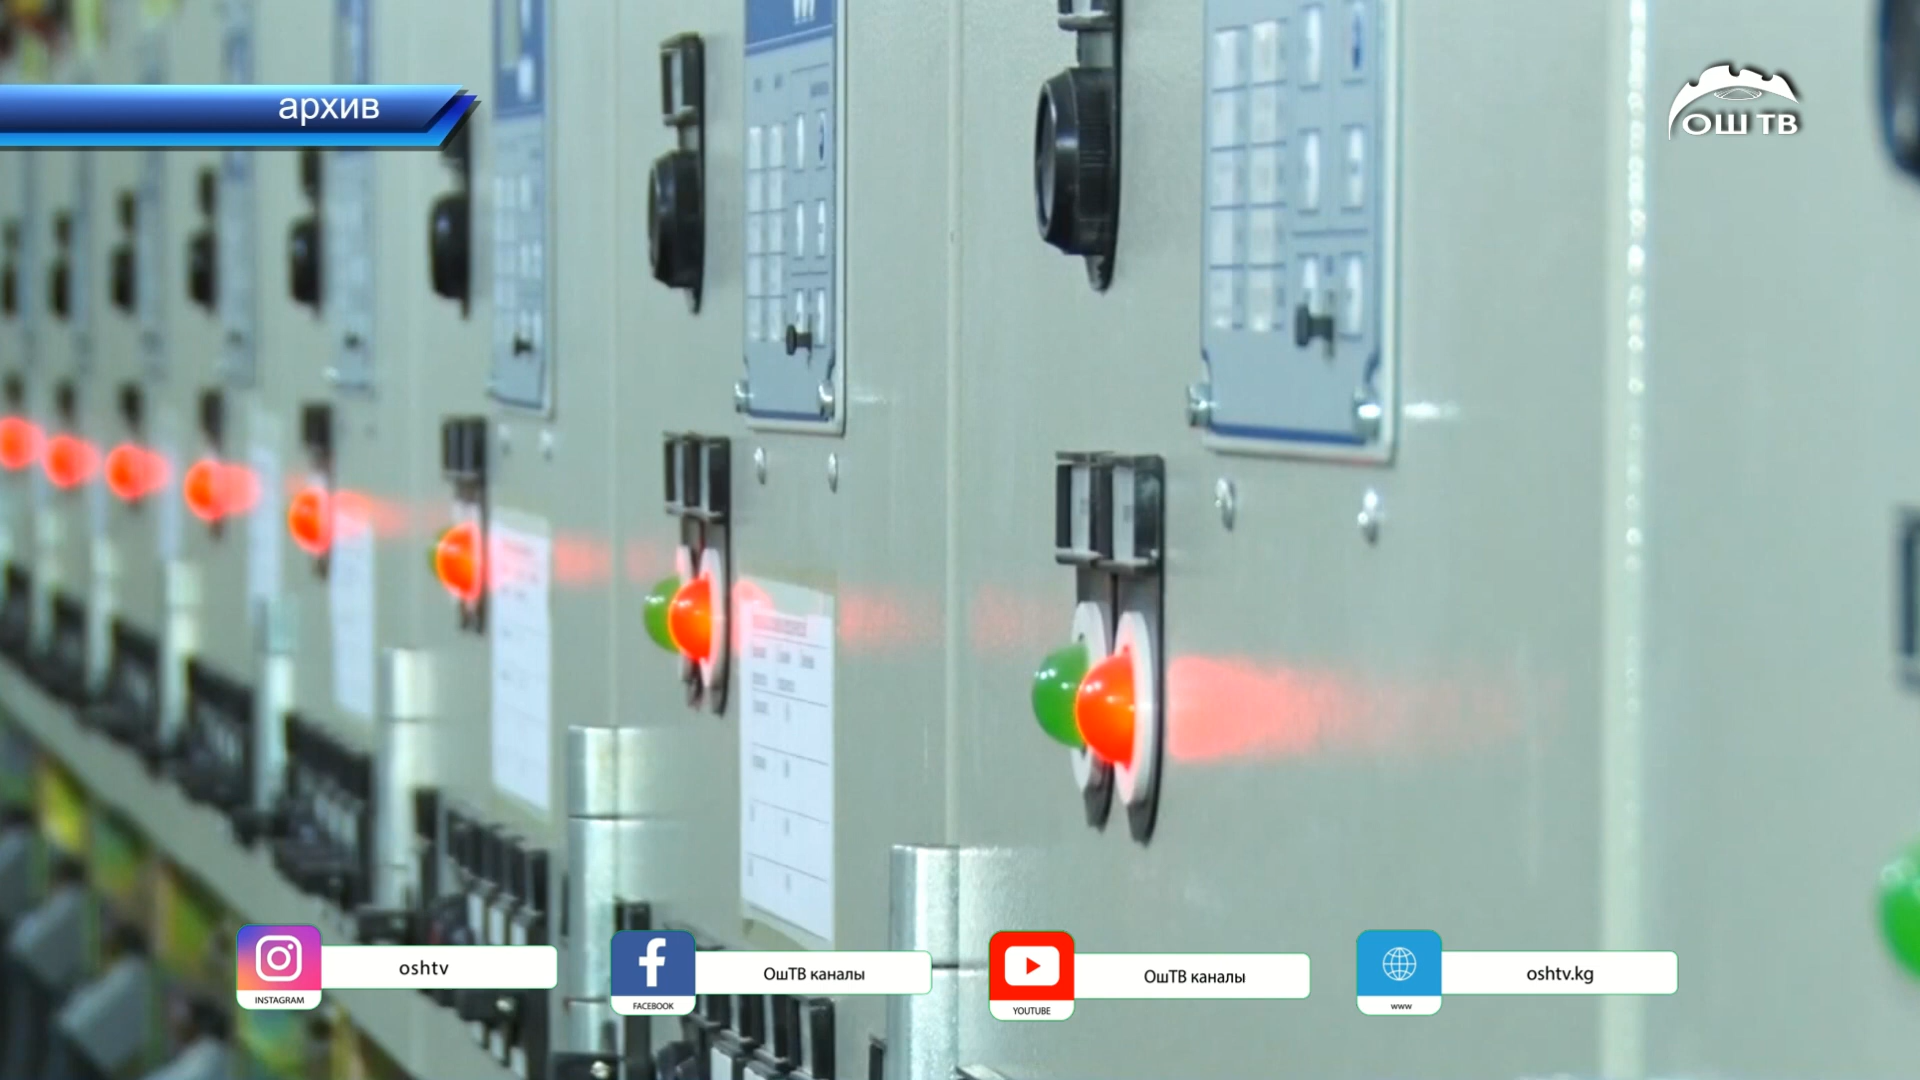 архив
ОШ ТВ
oshtv
INSTAGRAM
ОшТВ каналы
FACEBOOK
ОшТВ каналы
YOUTUBE
oshtv.kg
www